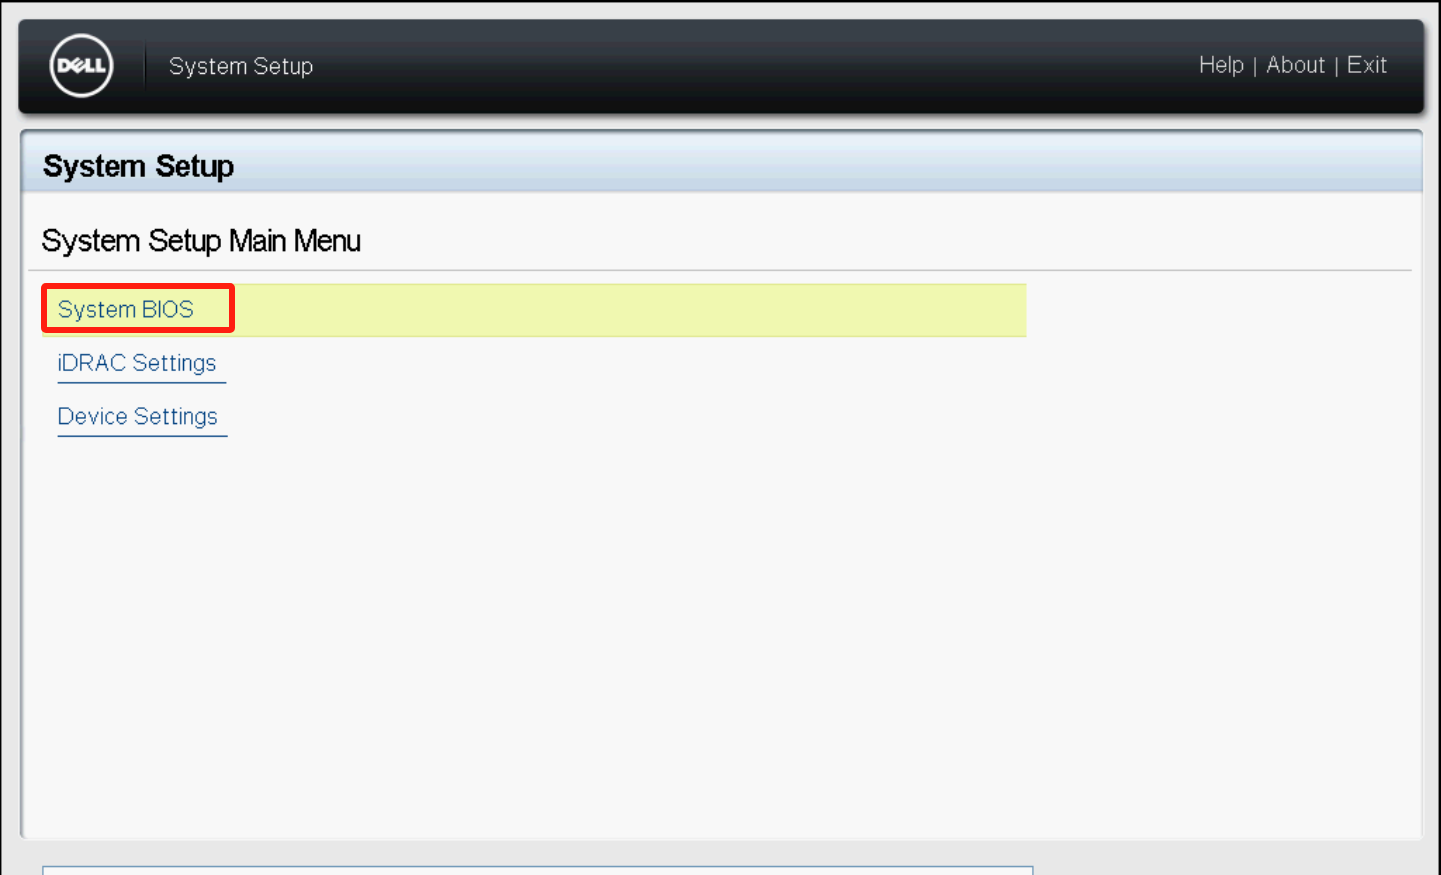 DELL
System Setup
Help | About | Exit
System Setup
System Setup Main Menu
System BIOS
iDRAC Settings
Device Settings